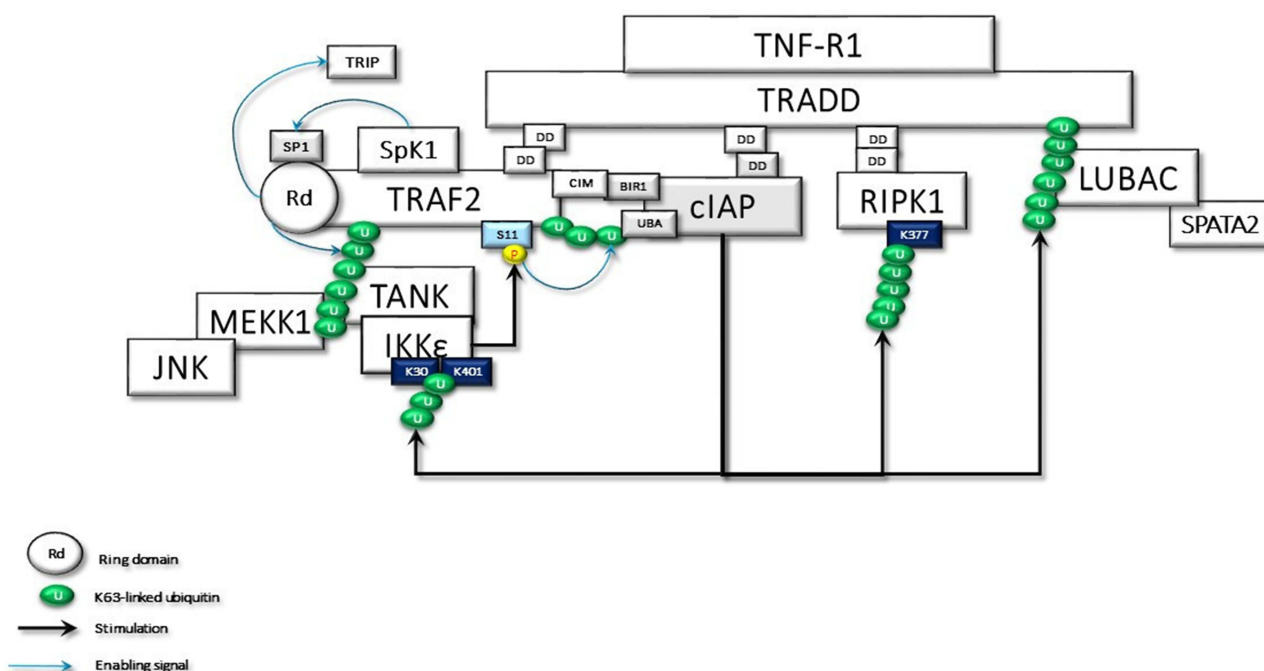 TNF-R1
TRIP
TRADD
SP1
SpK1
DD
DD
DD
DD
DD
DD
U
U
U
U
U
U
LUBAC
SPATA2
Rd
TRAF2
CIM
BIR1
cIAP
UBA
RIPK1
K377
S11
P
U
U
U
U
U
U
U
U
U
U
U
U
U
U
TANK
MEKK1
IKKε
JNK
K30
K401
U
U
U
Rd
Ring domain
U
K63-linked ubiquitin
Stimulation
Enabling signal